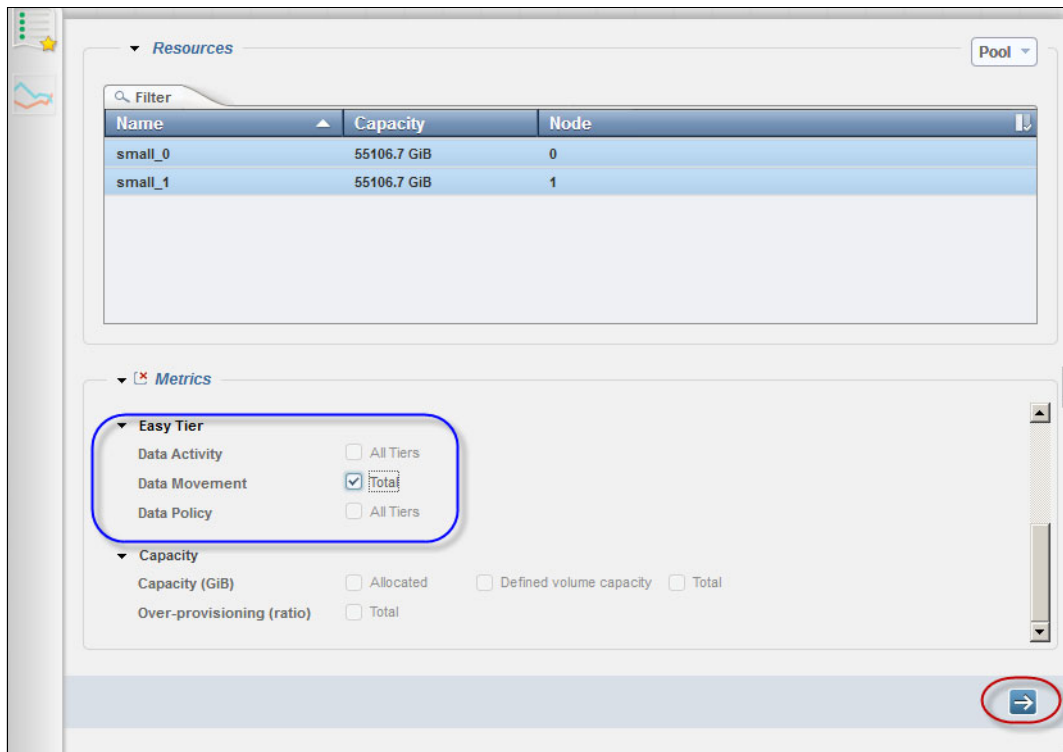 Resources
Pool
Filter
Name Capacity Node
small_0 55106.7 GiB 0
small_1 55106.7 GiB 1
Metrics
Easy Tier
Data Activity All Tiers
Data Movement Total
Data Policy All Tiers
Capacity
Capacity (GiB) Allocated Defined volume capacity Total
Over-provisioning (ratio) Total